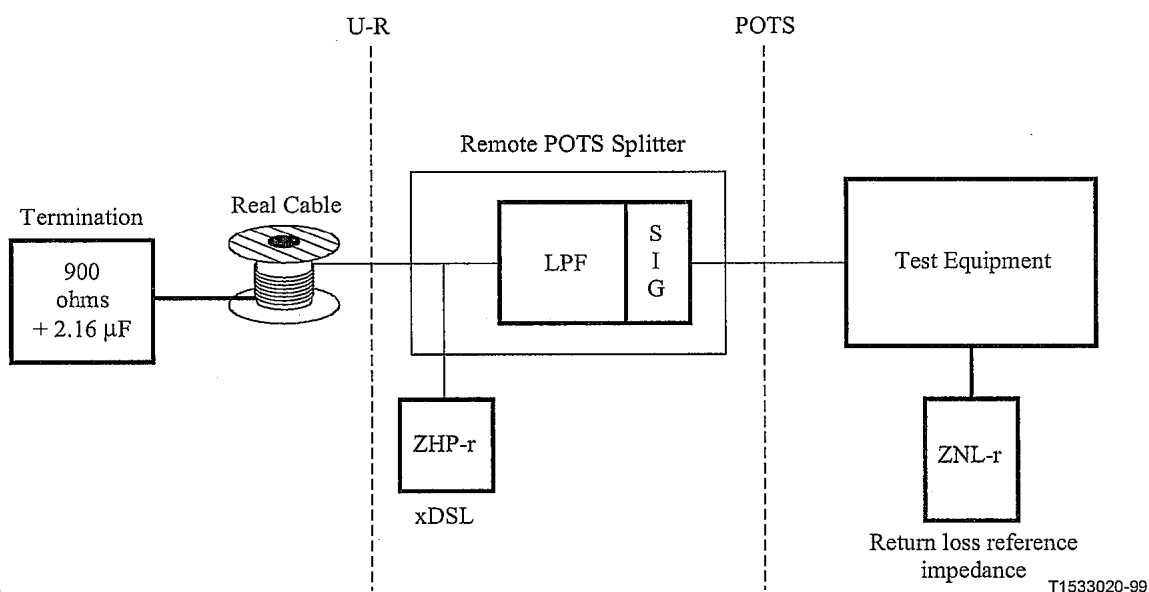 U-R
POTS
Remote POTS Splitter
Termination
Real Cable
900
ohms
+ 2.16 µF
LPF
S
I
G
Test Equipment
ZHP-r
xDSL
ZNL-r
Return loss reference
impedance
T1533020-99